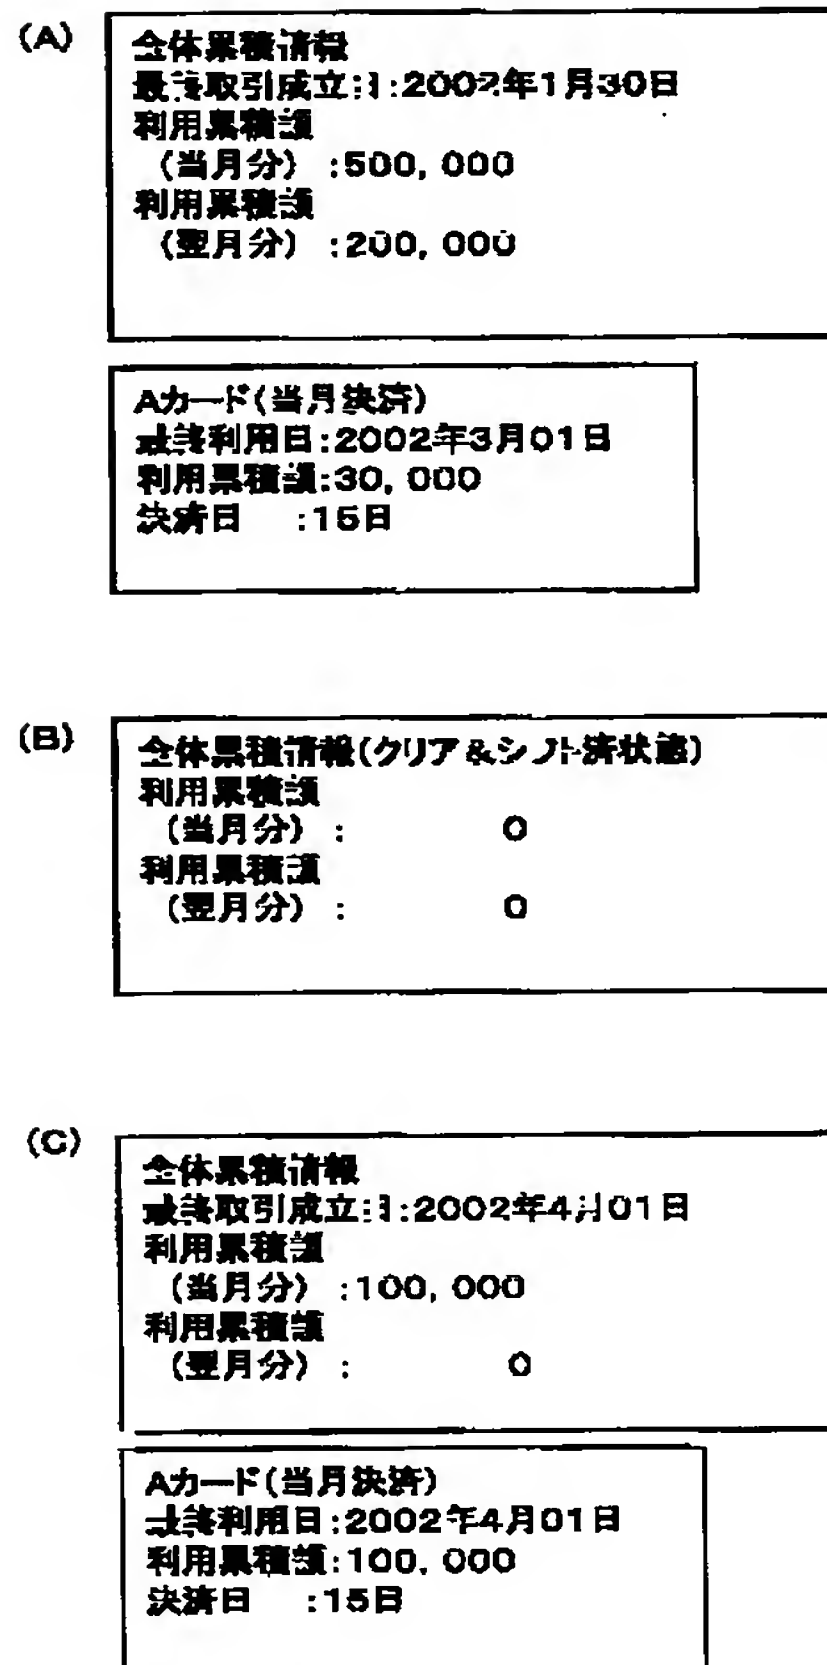 (A)
全体累積情報
最終取引成立日:2002年1月30日
利用累積額
(当月分) :500, 000
利用累積額
(翌月分) :200, 000
Aカード(当月決済)
最終利用日:2002年3月01日
利用累積額:30, 000
決済日 :15日
(B)
全体累積情報(クリア&シフト済状態)
利用累積額
(当月分) : 0
利用累積額
(翌月分) : 0
(C)
全体累積情報
最終取引成立日:2002年4月01日
利用累積額
(当月分) :100, 000
利用累積額
(翌月分) : 0
Aカード(当月決済)
最終利用日:2002年4月01日
利用累積額:100, 000
決済日 :15日